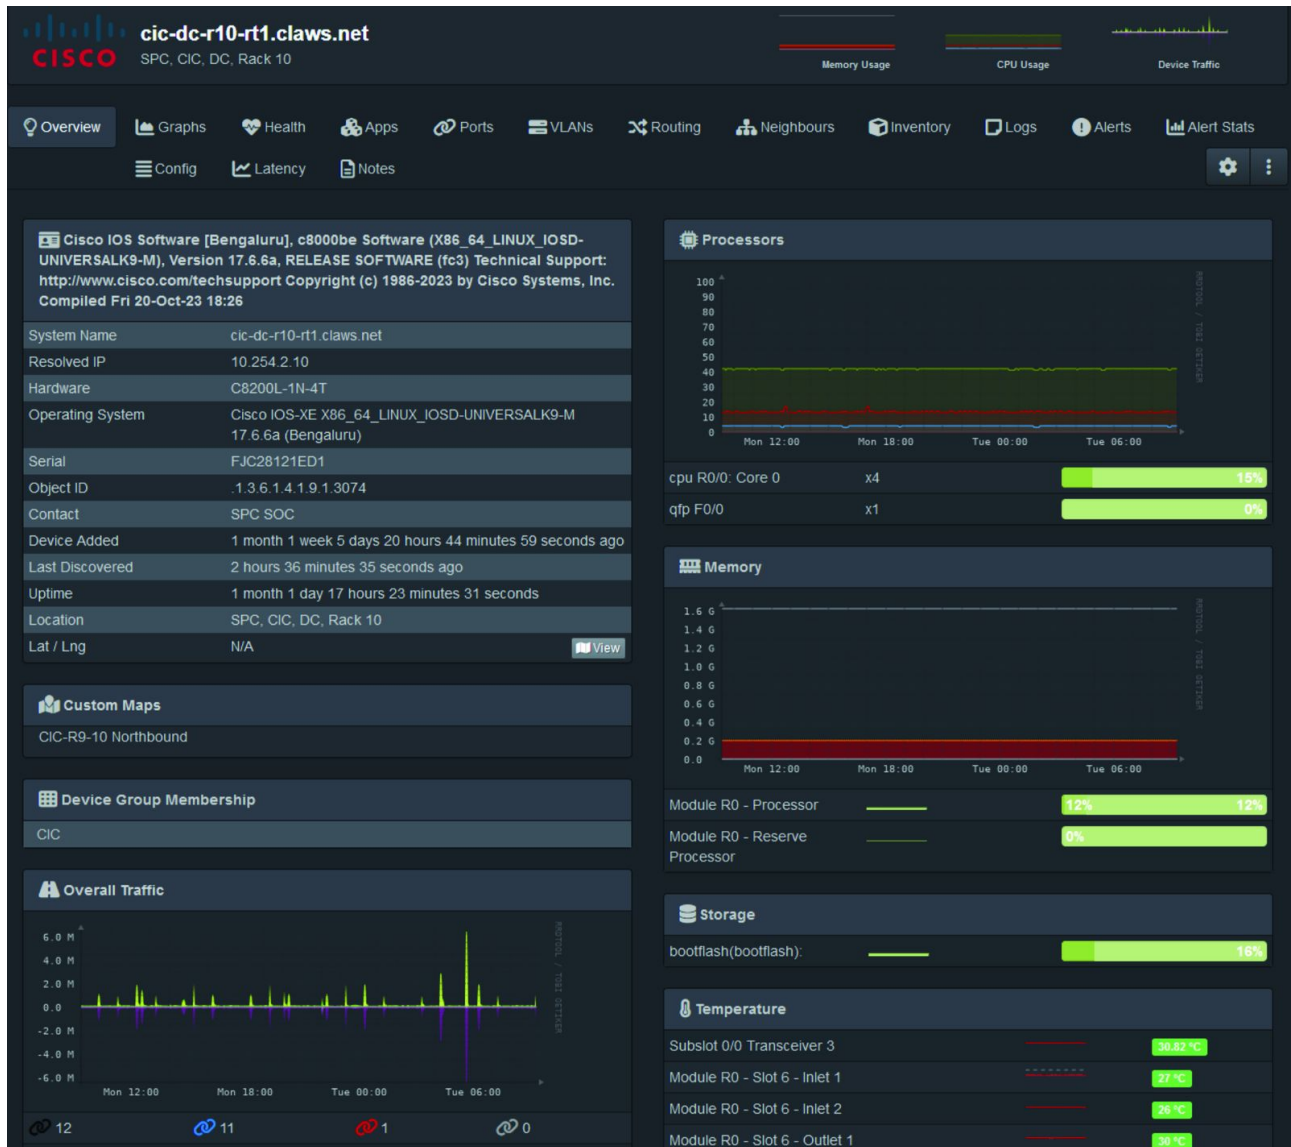 CISCO
cic-dc-r10-rt1.claws.net
SPC, CIC, DC, Rack 10
Memory Usage
CPU Usage
Device Traffic
Overview
Graphs
Health
Apps
Ports
VLANs
Routing
Neighbours
Inventory
Logs
Alerts
Alert Stats
Config
Latency
Notes
Cisco IOS Software [Bengaluru], c8000be Software (X86_64_LINUX_IOSD-
UNIVERSALK9-M), Version 17.6.6a, RELEASE SOFTWARE (fc3) Technical Support:
http://www.cisco.com/techsupport Copyright (c) 1986-2023 by Cisco Systems, Inc.
Compiled Fri 20-Oct-23 18:26
System Name cic-dc-r10-rt1.claws.net
Resolved IP 10.254.2.10
Hardware C8200L-1N-4T
Operating System Cisco IOS-XE X86_64_LINUX_IOSD-UNIVERSALK9-M
17.6.6a (Bengaluru)
Serial FJC28121ED1
Object ID .1.3.6.1.4.1.9.1.3074
Contact SPC SOC
Device Added 1 month 1 week 5 days 20 hours 44 minutes 59 seconds ago
Last Discovered 2 hours 36 minutes 35 seconds ago
Uptime 1 month 1 day 17 hours 23 minutes 31 seconds
Location SPC, CIC, DC, Rack 10
Lat / Lng N/A View
Custom Maps
CIC-R9-10 Northbound
Device Group Membership
CIC
Overall Traffic
6.0 M
4.0 M
2.0 M
0.0
-2.0 M
-4.0 M
-6.0 M
Mon 12:00 Mon 18:00 Tue 00:00 Tue 06:00
RRDTOOL / TOBI OETIKER
12 11 1 0
Processors
100
90
80
70
60
50
40
30
20
10
0
Mon 12:00 Mon 18:00 Tue 00:00 Tue 06:00
RRDTOOL / TOBI OETIKER
cpu R0/0: Core 0 x4 15%
qfp F0/0 x1 0%
Memory
1.6 G
1.4 G
1.2 G
1.0 G
0.8 G
0.6 G
0.4 G
0.2 G
0.0
Mon 12:00 Mon 18:00 Tue 00:00 Tue 06:00
RRDTOOL / TOBI OETIKER
Module R0 - Processor 12% 12%
Module R0 - Reserve 0%
Processor
Storage
bootflash(bootflash): 16%
Temperature
Subslot 0/0 Transceiver 3 30.82 °C
Module R0 - Slot 6 - Inlet 1 27 °C
Module R0 - Slot 6 - Inlet 2 26 °C
Module R0 - Slot 6 - Outlet 1 30 °C